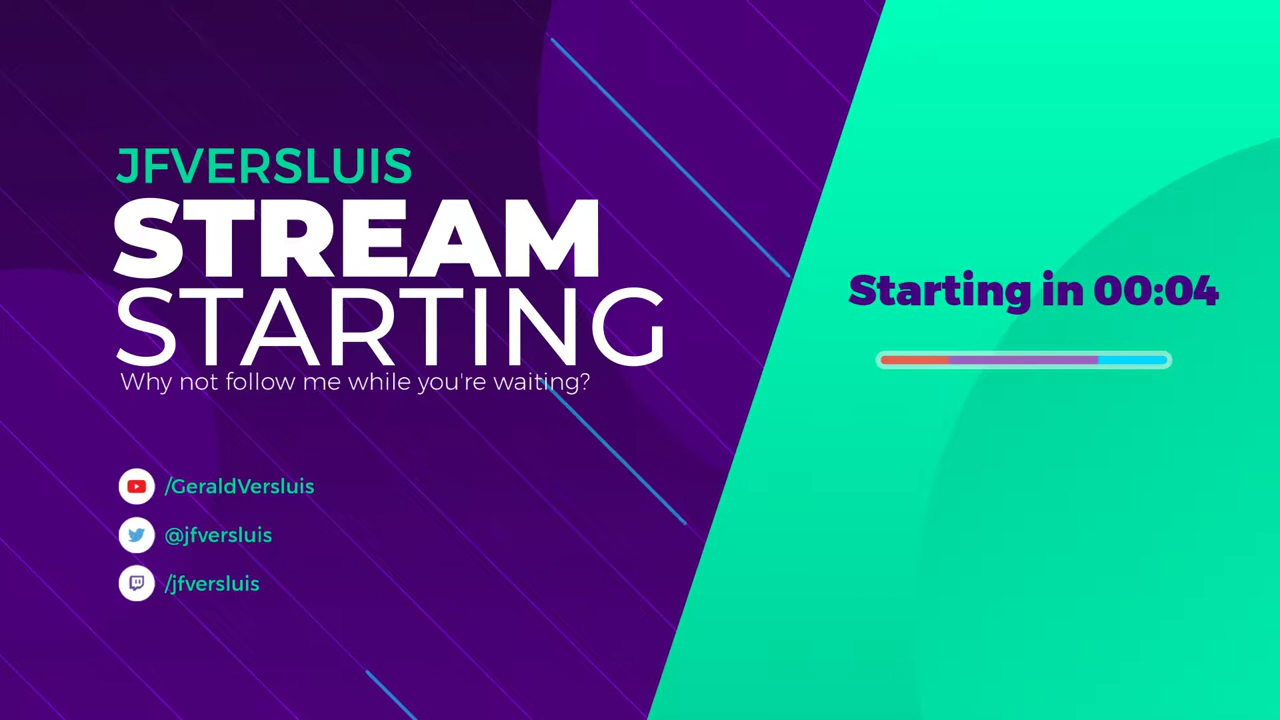 JFVERSLUIS
STREAM
STARTING
Why not follow me while you're waiting?
/GeraldVersluis
@jfversluis
/jfversluis
Starting in 00:04